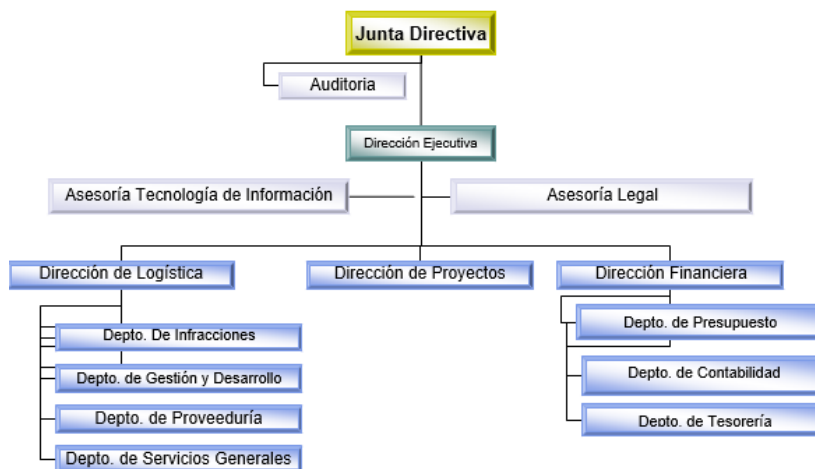 Junta Directiva
Auditoria
Dirección Ejecutiva
Asesoría Tecnología de Información
Asesoría Legal
Dirección de Logística
Dirección de Proyectos
Dirección Financiera
Depto. De Infracciones
Depto. de Gestión y Desarrollo
Depto. de Proveeduría
Depto. de Servicios Generales
Depto. de Presupuesto
Depto. de Contabilidad
Depto. de Tesorería